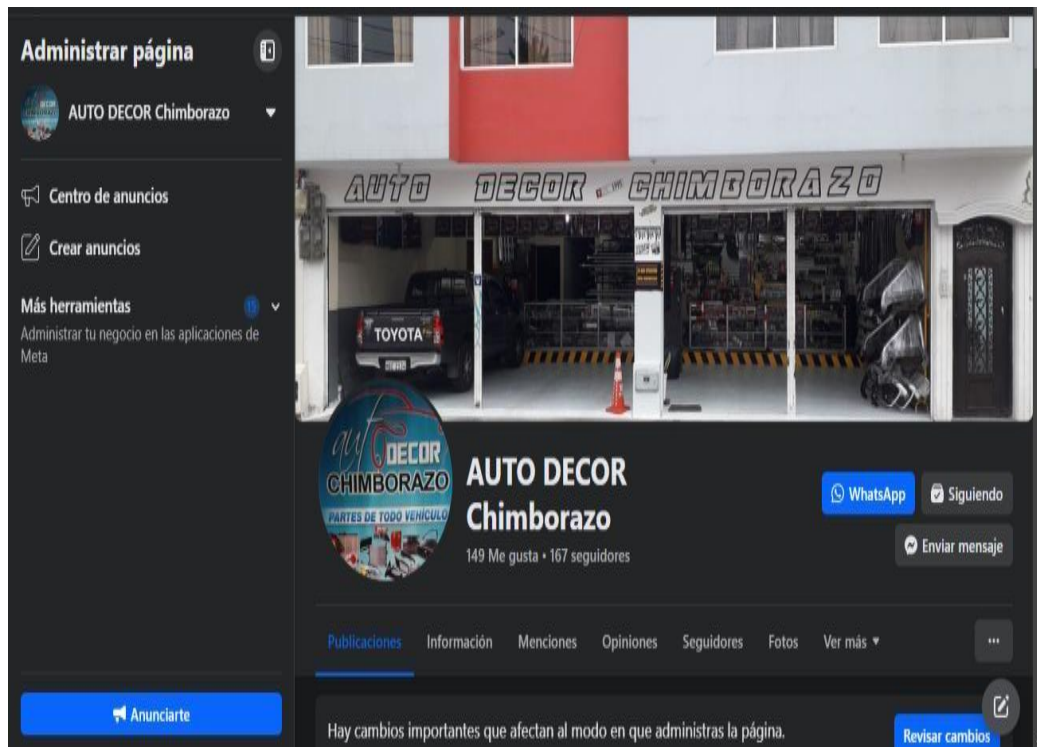 Administrar página
AUTO DECOR Chimborazo
Centro de anuncios
Crear anuncios
Más herramientas 15
Administrar tu negocio en las aplicaciones de
Meta
Anunciarte
AUTO DECOR CHIMBORAZO
TOYOTA
auto DECOR
CHIMBORAZO
PARTES DE TODO VEHICULO
AUTO DECOR
Chimborazo
149 Me gusta • 167 seguidores
WhatsApp
Siguiendo
Enviar mensaje
Publicaciones Información Menciones Opiniones Seguidores Fotos Ver más
Hay cambios importantes que afectan al modo en que administras la página.
Revisar cambios